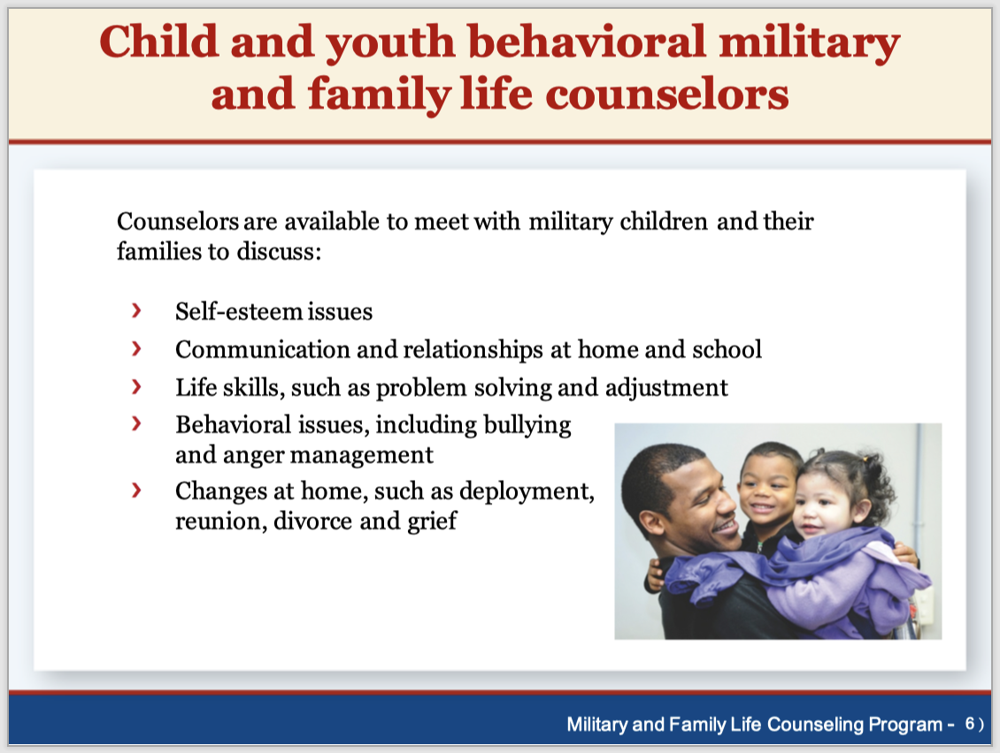 Child and youth behavioral military
and family life counselors
Counselors are available to meet with military children and their
families to discuss:
› Self-esteem issues
› Communication and relationships at home and school
› Life skills, such as problem solving and adjustment
› Behavioral issues, including bullying
and anger management
› Changes at home, such as deployment,
reunion, divorce and grief
Military and Family Life Counseling Program - 6 )